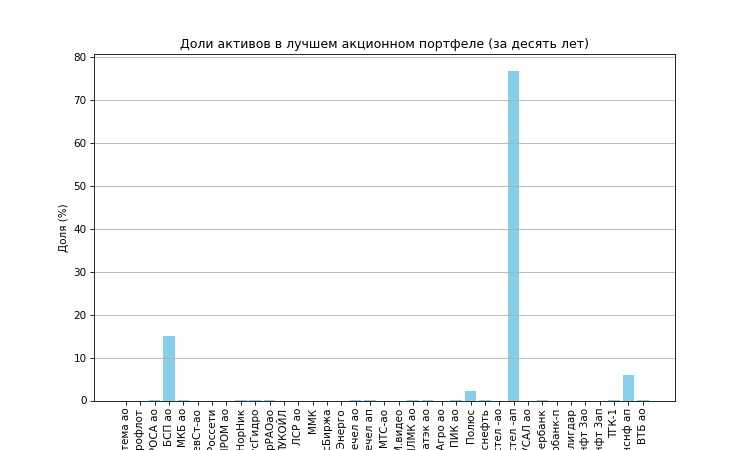 Доли активов в лучшем акционном портфеле (за десять лет)
Доля (%)
80
70
60
50
40
30
20
10
0
тема ао
рофлот
РОСА ао
БСП ао
МКБ ао
евСт-ао
Россети
ПРОМ ао
НорНик
усГидро
рРАОао
ЛУКОЙЛ
ЛСР ао
ММК
сБиржа
Энерго
ечел ао
ечел ап
МТС-ао
М.видео
НЛМК ао
атэк ао
Агро ао
ПИК ао
Полюс
снефть
стел -ао
стел -ап
УСАЛ ао
ербанк
рбанк-п
лигдар
нфт 3ао
нфт 3ап
ТГК-1
нснф ап
ВТБ ао